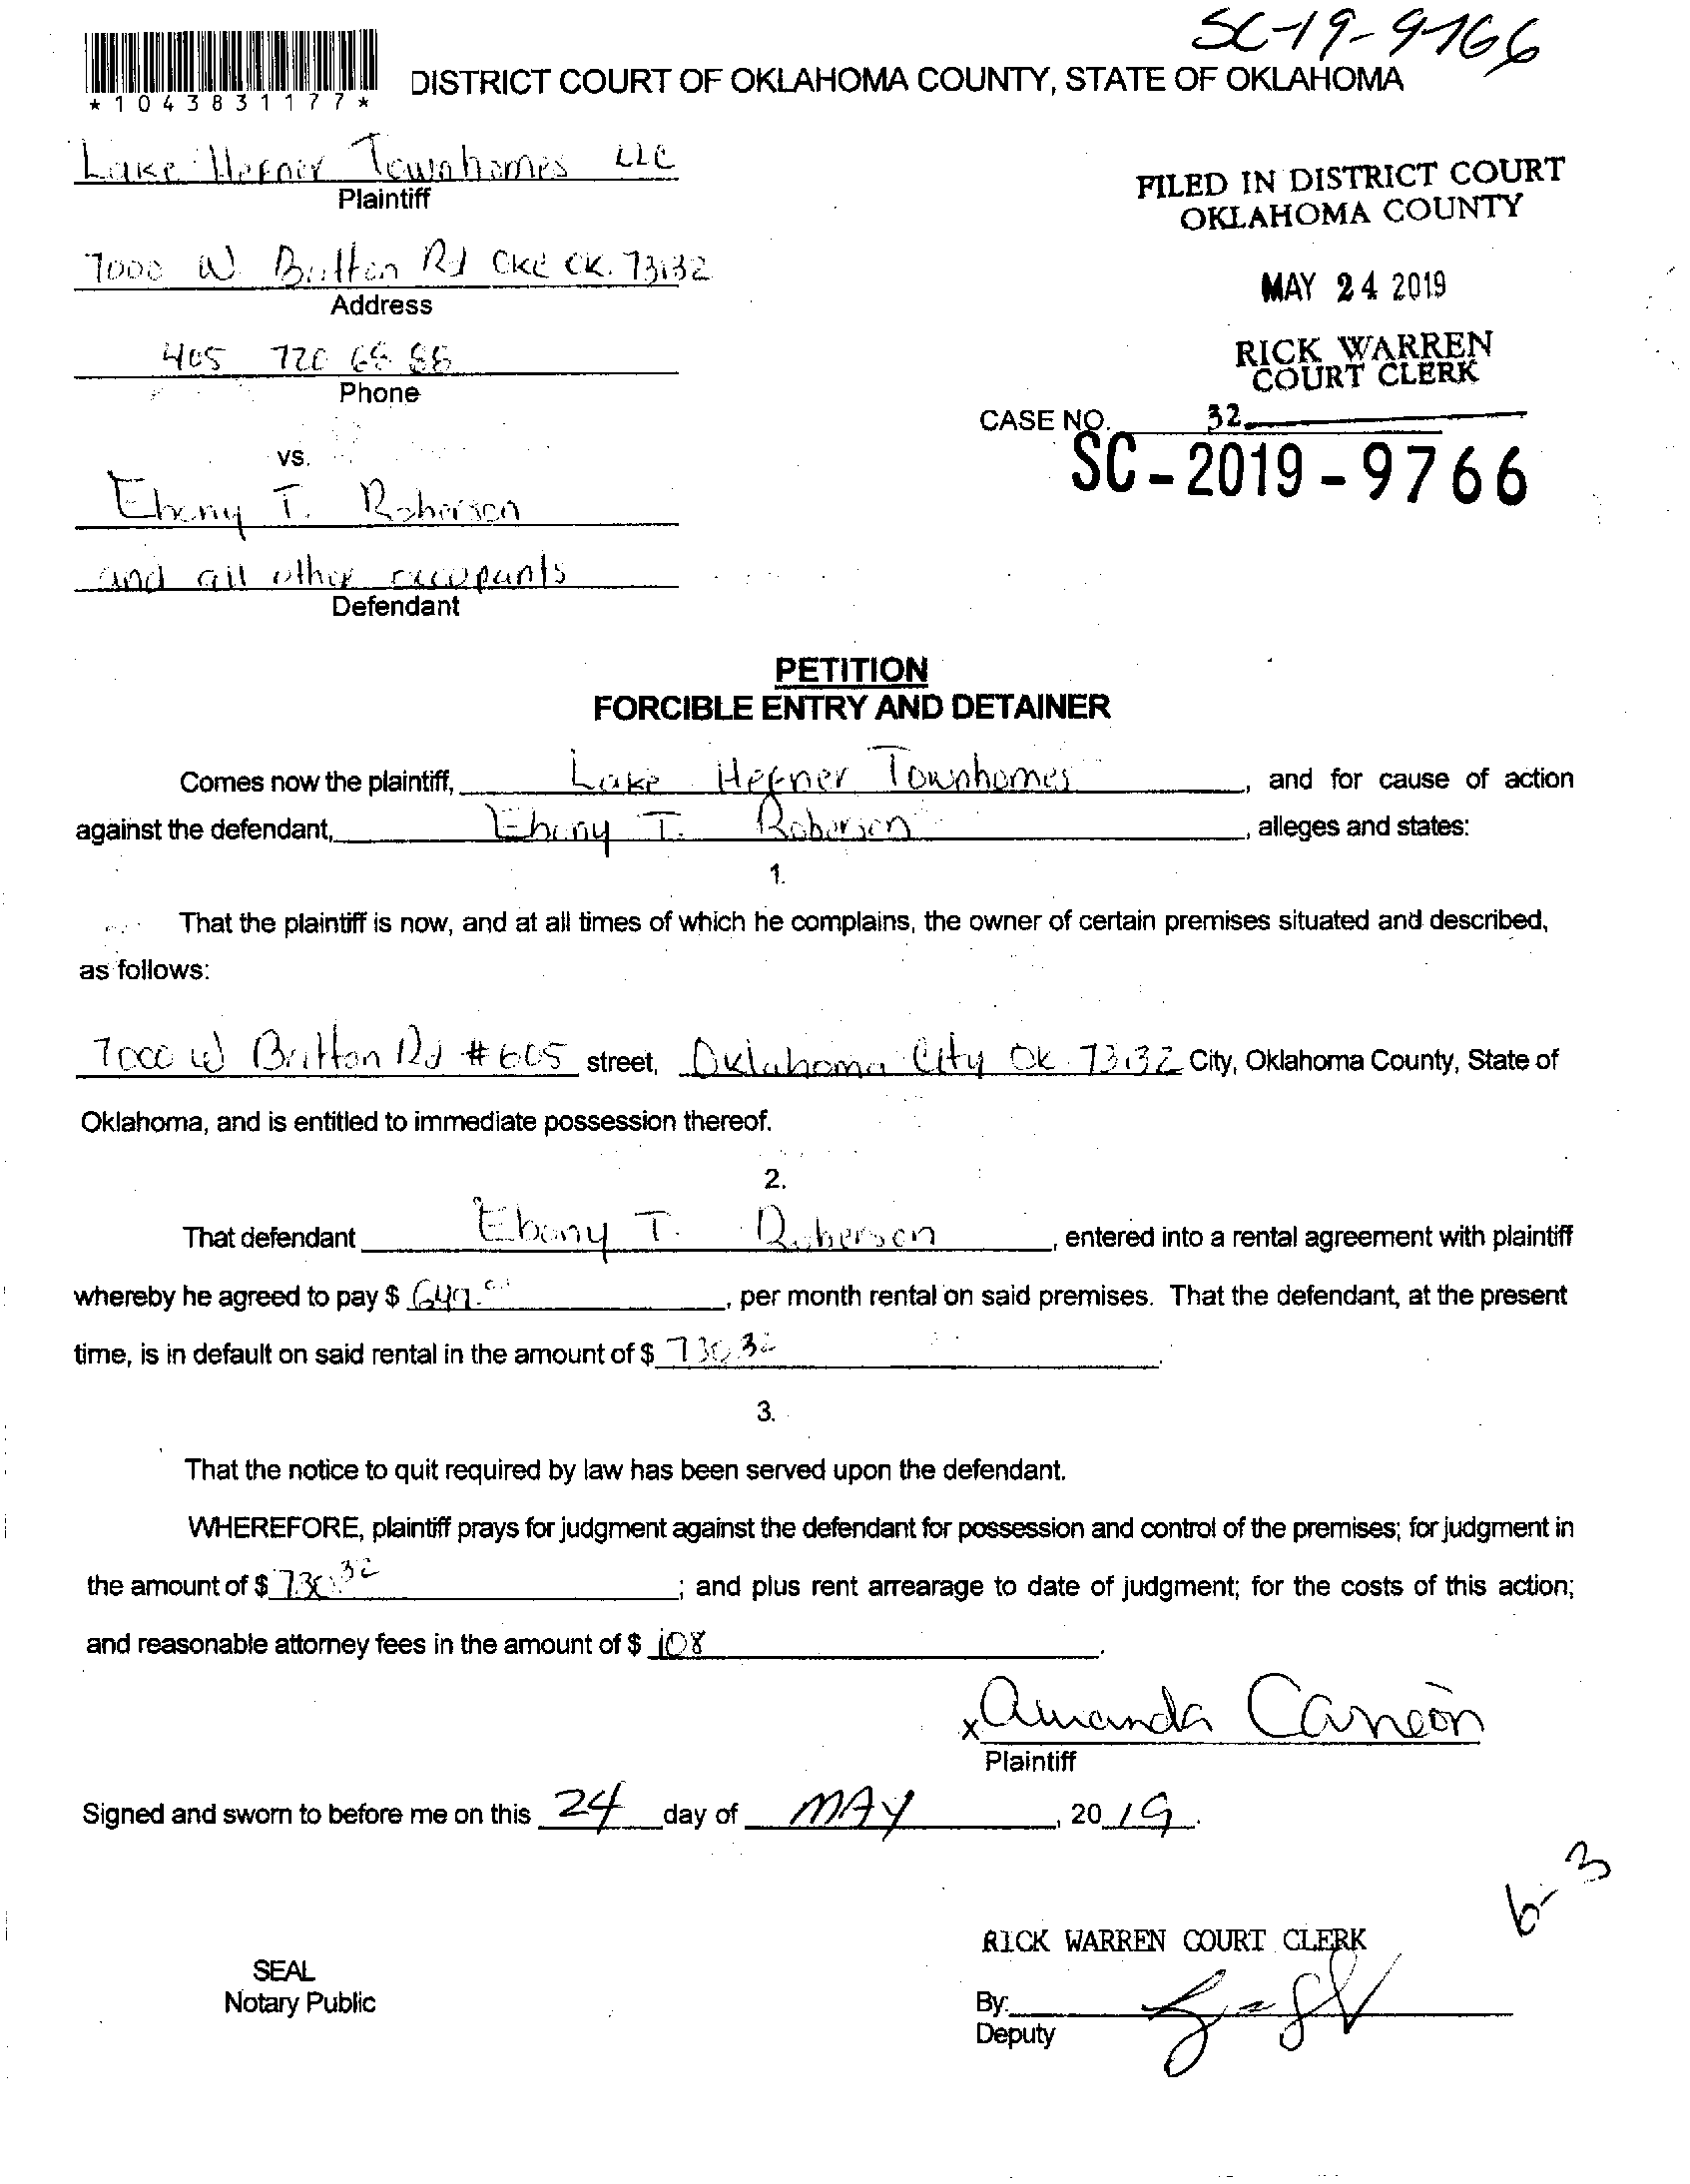 SC-19-9766
*1043831177*
DISTRICT COURT OF OKLAHOMA COUNTY, STATE OF OKLAHOMA
Lake Hefner Townhomes LLC
Plaintiff
FILED IN DISTRICT COURT
OKLAHOMA COUNTY
7000 W Britton Rd OKC OK. 73132
Address
MAY 24 2019
405 720 68 88
Phone
RICK WARREN
COURT CLERK
CASE NO. 32
SC-2019-9766
vs.
Ebony T. Roberson
and all other occupants
Defendant
PETITION
FORCIBLE ENTRY AND DETAINER
Comes now the plaintiff, Lake Hefner Townhomes, and for cause of action
against the defendant, Ebony T. Roberson, alleges and states:
1.
That the plaintiff is now, and at all times of which he complains, the owner of certain premises situated and described,
as follows:
7000 W Britton Rd #605 street, Oklahoma City Ok 73132 City, Oklahoma County, State of
Oklahoma, and is entitled to immediate possession thereof.
2.
That defendant Ebony T. Roberson, entered into a rental agreement with plaintiff
whereby he agreed to pay $ 649., per month rental on said premises. That the defendant, at the present
time, is in default on said rental in the amount of $ 730.32.
3.
That the notice to quit required by law has been served upon the defendant.
WHEREFORE, plaintiff prays for judgment against the defendant for possession and control of the premises; for judgment in
the amount of $ 730.32; and plus rent arrearage to date of judgment; for the costs of this action;
and reasonable attorney fees in the amount of $ 108.
x Amanda
Plaintiff
Signed and sworn to before me on this 24 day of MAY, 20 19.
6-3
RICK WARREN COURT CLERK
SEAL
Notary Public
By:
Deputy